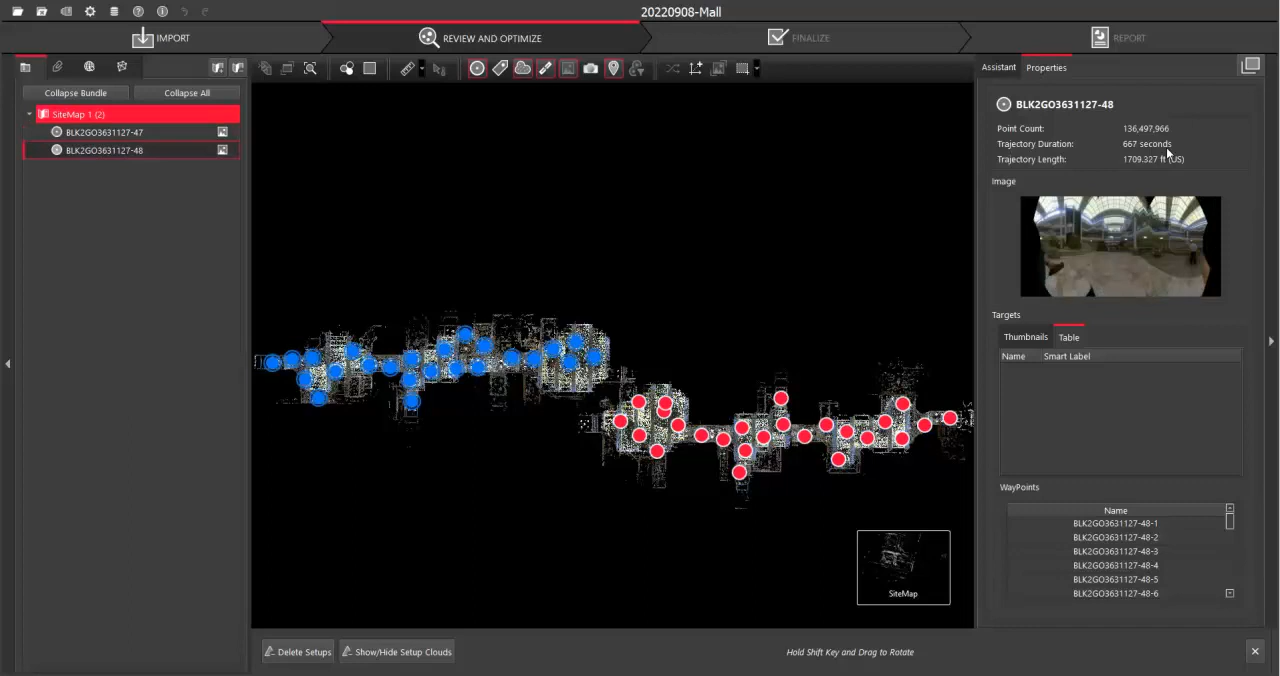 20220908-Mall
IMPORT
REVIEW AND OPTIMIZE
FINALIZE
REPORT
Collapse Bundle
Collapse All
SiteMap 1 (2)
BLK2GO3631127-47
BLK2GO3631127-48
SiteMap
Delete Setups
Show/Hide Setup Clouds
Hold Shift Key and Drag to Rotate
Assistant
Properties
BLK2GO3631127-48
Point Count: 136,497,966
Trajectory Duration: 667 seconds
Trajectory Length: 1709.327 ft (US)
Image
Targets
Thumbnails
Table
Name Smart Label
WayPoints
Name
BLK2GO3631127-48-1
BLK2GO3631127-48-2
BLK2GO3631127-48-3
BLK2GO3631127-48-4
BLK2GO3631127-48-5
BLK2GO3631127-48-6